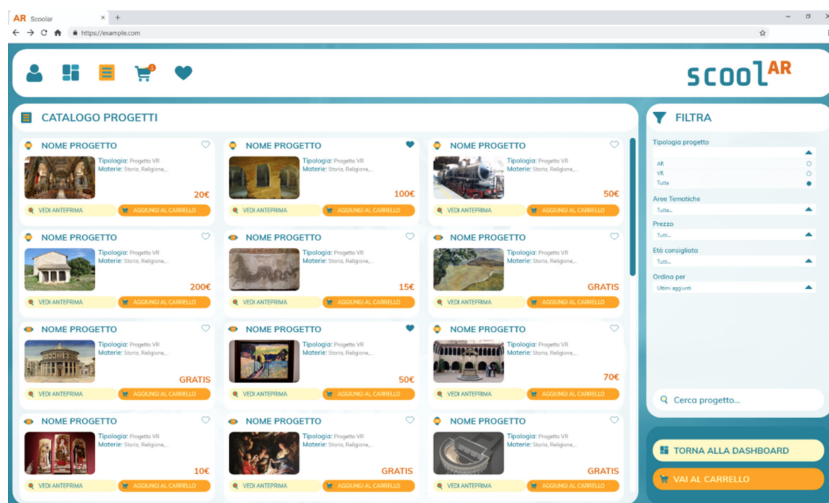 AR Scoolar
https://example.com
scoolAR
CATALOGO PROGETTI
NOME PROGETTO
Tipologia: Progetto VR
Materie: Storia, Religione,...
20€
VEDI ANTEPRIMA
AGGIUNGI AL CARRELLO
NOME PROGETTO
Tipologia: Progetto VR
Materie: Storia, Religione,...
100€
VEDI ANTEPRIMA
AGGIUNGI AL CARRELLO
NOME PROGETTO
Tipologia: Progetto VR
Materie: Storia, Religione,...
50€
VEDI ANTEPRIMA
AGGIUNGI AL CARRELLO
NOME PROGETTO
Tipologia: Progetto VR
Materie: Storia, Religione,...
200€
VEDI ANTEPRIMA
AGGIUNGI AL CARRELLO
NOME PROGETTO
Tipologia: Progetto VR
Materie: Storia, Religione,...
15€
VEDI ANTEPRIMA
AGGIUNGI AL CARRELLO
NOME PROGETTO
Tipologia: Progetto VR
Materie: Storia, Religione,...
GRATIS
VEDI ANTEPRIMA
AGGIUNGI AL CARRELLO
NOME PROGETTO
Tipologia: Progetto VR
Materie: Storia, Religione,...
GRATIS
VEDI ANTEPRIMA
AGGIUNGI AL CARRELLO
NOME PROGETTO
Tipologia: Progetto VR
Materie: Storia, Religione,...
50€
VEDI ANTEPRIMA
AGGIUNGI AL CARRELLO
NOME PROGETTO
Tipologia: Progetto VR
Materie: Storia, Religione,...
70€
VEDI ANTEPRIMA
AGGIUNGI AL CARRELLO
NOME PROGETTO
Tipologia: Progetto VR
Materie: Storia, Religione,...
10€
VEDI ANTEPRIMA
AGGIUNGI AL CARRELLO
NOME PROGETTO
Tipologia: Progetto VR
Materie: Storia, Religione,...
GRATIS
VEDI ANTEPRIMA
AGGIUNGI AL CARRELLO
NOME PROGETTO
Tipologia: Progetto VR
Materie: Storia, Religione,...
GRATIS
VEDI ANTEPRIMA
AGGIUNGI AL CARRELLO
FILTRA
Tipologia progetto
AR
VR
Tutte
Aree Tematiche
Tutte...
Prezzo
Tutti...
Età consigliata
Tutti...
Ordina per
Ultimi aggiunti
Cerca progetto...
TORNA ALLA DASHBOARD
VAI AL CARRELLO